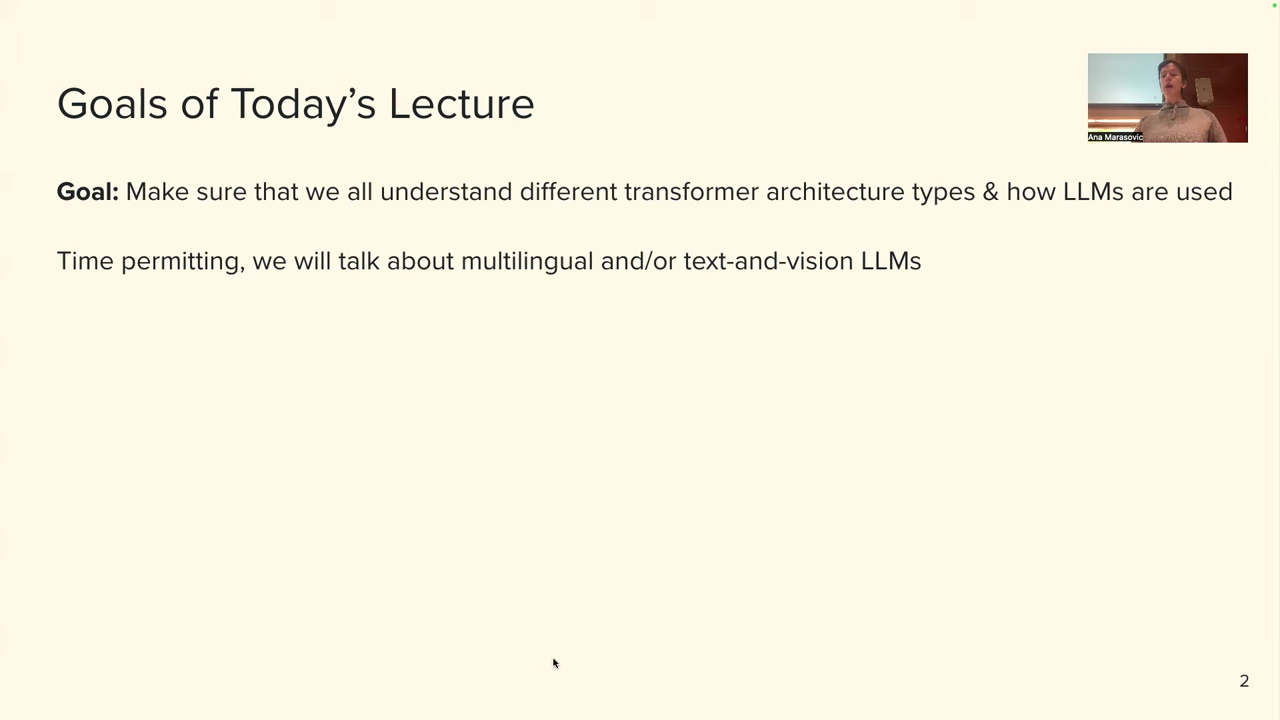 Goals of Today’s Lecture
Ana Marasovic
Goal: Make sure that we all understand different transformer architecture types & how LLMs are used
Time permitting, we will talk about multilingual and/or text-and-vision LLMs
2